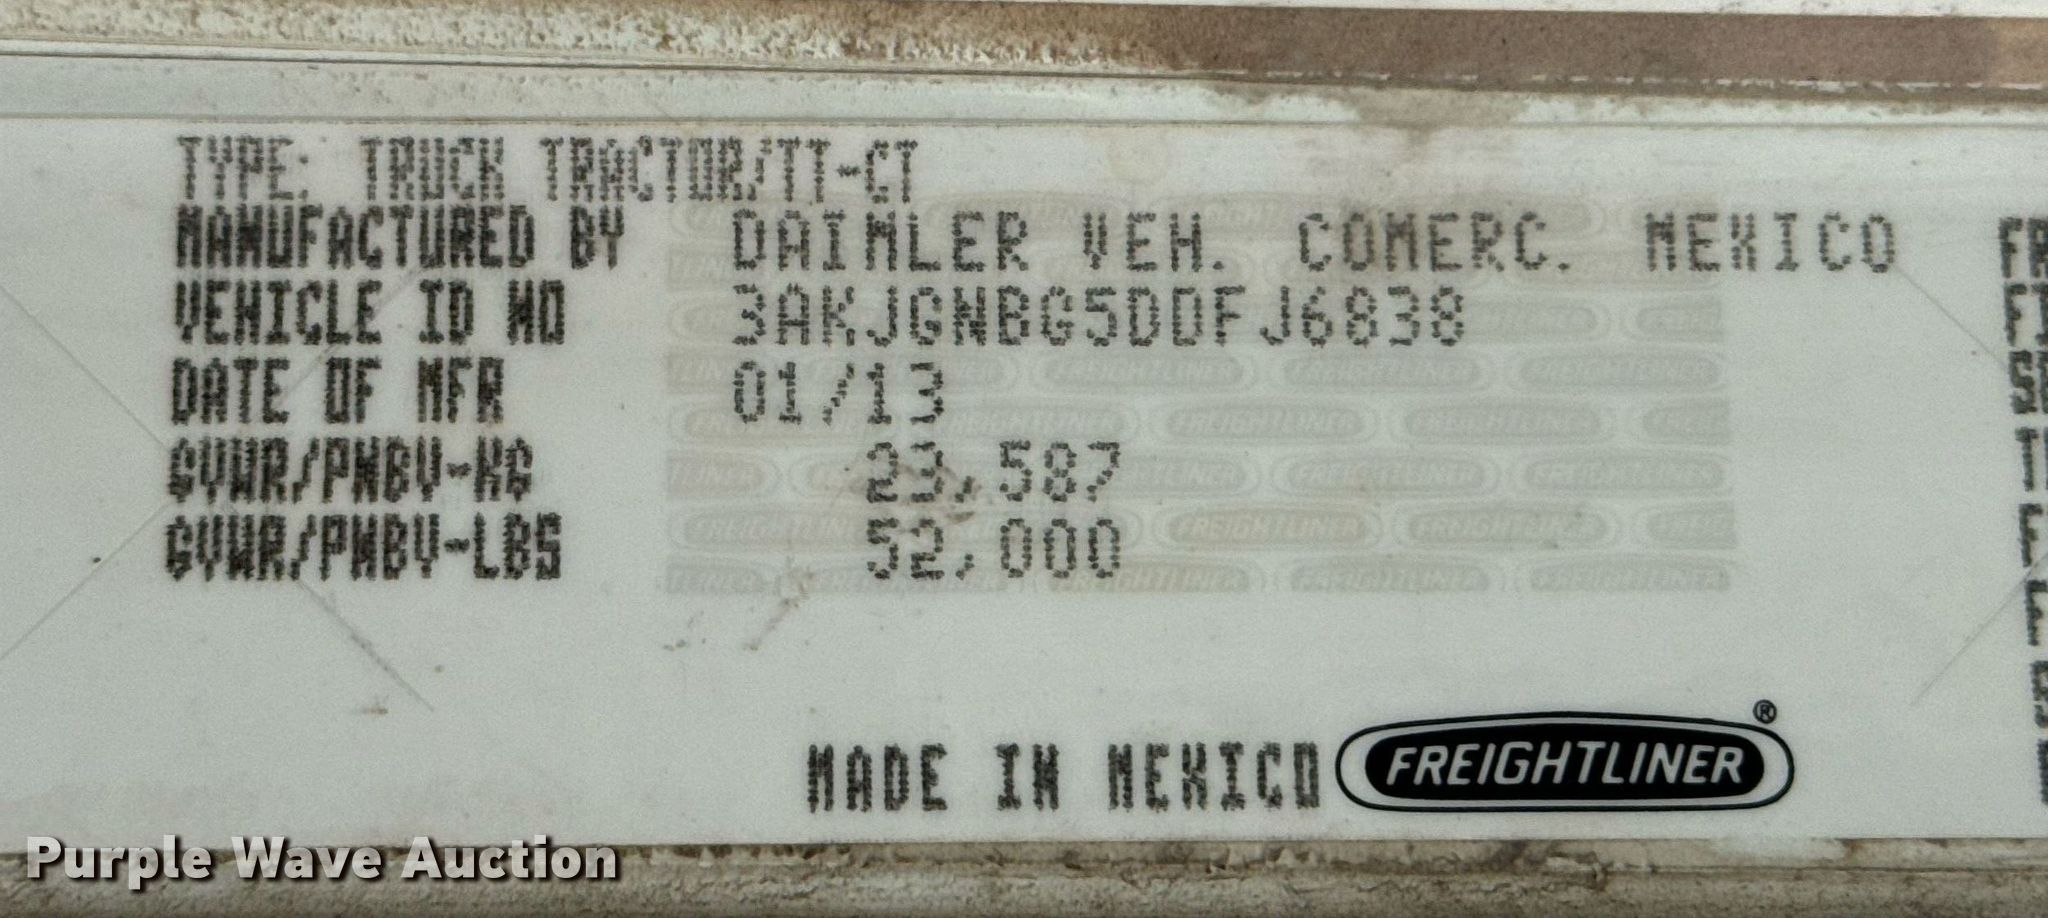 TYPE: TRUCK TRACTOR/TT-CT
MANUFACTURED BY DAIMLER VEH. COMERC. MEXICO
VEHICLE ID NO 3AKJGWBG5DDFJ6838
DATE OF MFR 01/13
GVWR/PNBV-KG 23,587
GVWR/PNBV-LBS 52,000
MADE IN MEXICO FREIGHTLINER®
Purple Wave Auction